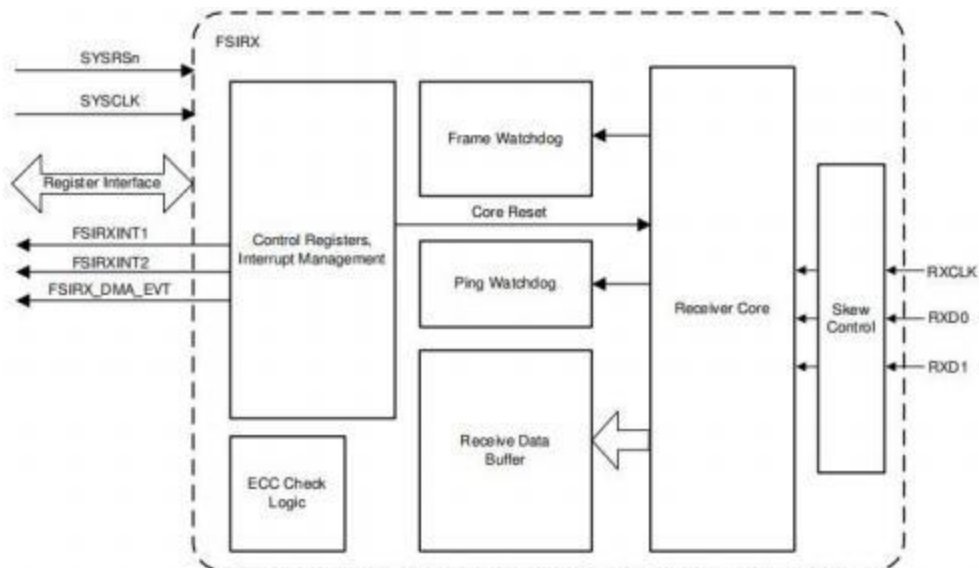 FSIRX
SYSRSn
SYSCLK
Register Interface
FSIRXINT1
FSIRXINT2
FSIRX_DMA_EVT
Control Registers,
Interrupt Management
ECC Check
Logic
Frame Watchdog
Core Reset
Ping Watchdog
Receive Data
Buffer
Receiver Core
Skew
Control
RXCLK
RXD0
RXD1